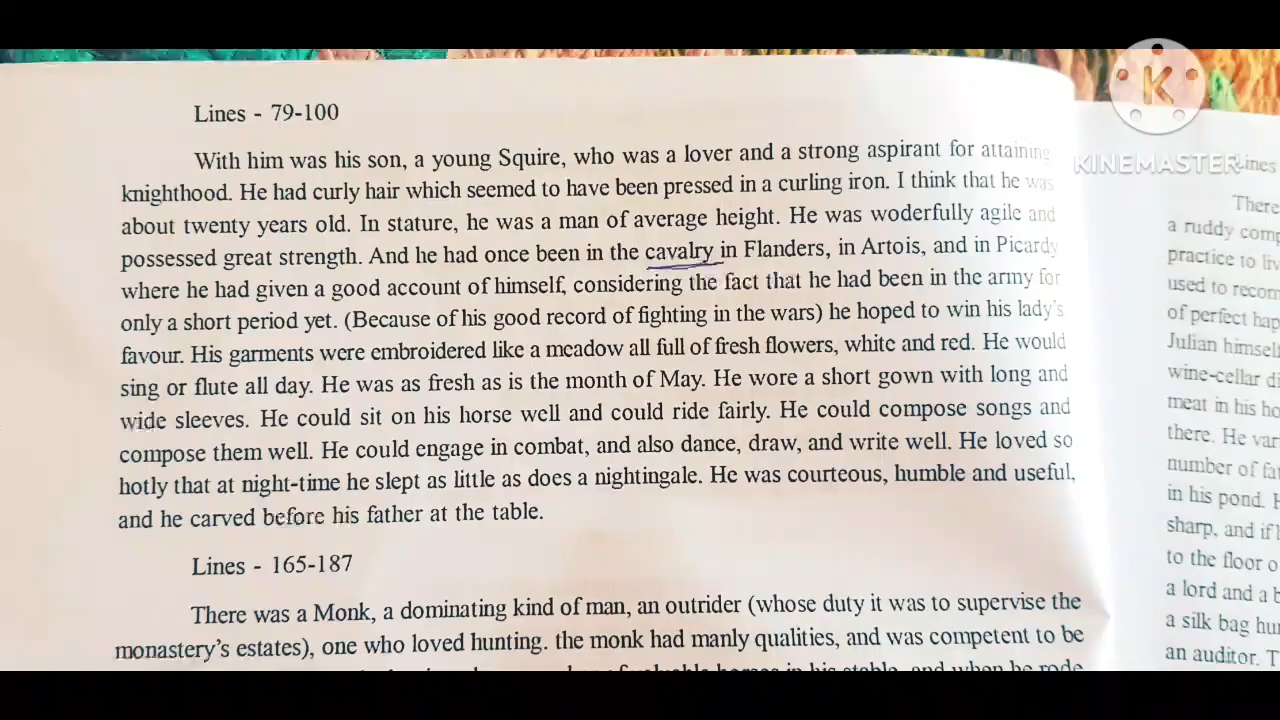 Lines - 79-100
With him was his son, a young Squire, who was a lover and a strong aspirant for attaining
knighthood. He had curly hair which seemed to have been pressed in a curling iron. I think that he was
about twenty years old. In stature, he was a man of average height. He was woderfully agile and
possessed great strength. And he had once been in the cavalry in Flanders, in Artois, and in Picardy
where he had given a good account of himself, considering the fact that he had been in the army for
only a short period yet. (Because of his good record of fighting in the wars) he hoped to win his lady's
favour. His garments were embroidered like a meadow all full of fresh flowers, white and red. He would
sing or flute all day. He was as fresh as is the month of May. He wore a short gown with long and
wide sleeves. He could sit on his horse well and could ride fairly. He could compose songs and
compose them well. He could engage in combat, and also dance, draw, and write well. He loved so
hotly that at night-time he slept as little as does a nightingale. He was courteous, humble and useful,
and he carved before his father at the table.
Lines - 165-187
There was a Monk, a dominating kind of man, an outrider (whose duty it was to supervise the
monastery's estates), one who loved hunting. the monk had manly qualities, and was competent to be
horses in his stable, and when he rode
K
KINEMASTER
Lines
There
a ruddy
practice to
used to
of perfect
Julian
wine-cellar
meat in his
there. He
number of
in his pond.
sharp, and if
to the floor
a lord and a
a silk bag
an auditor.